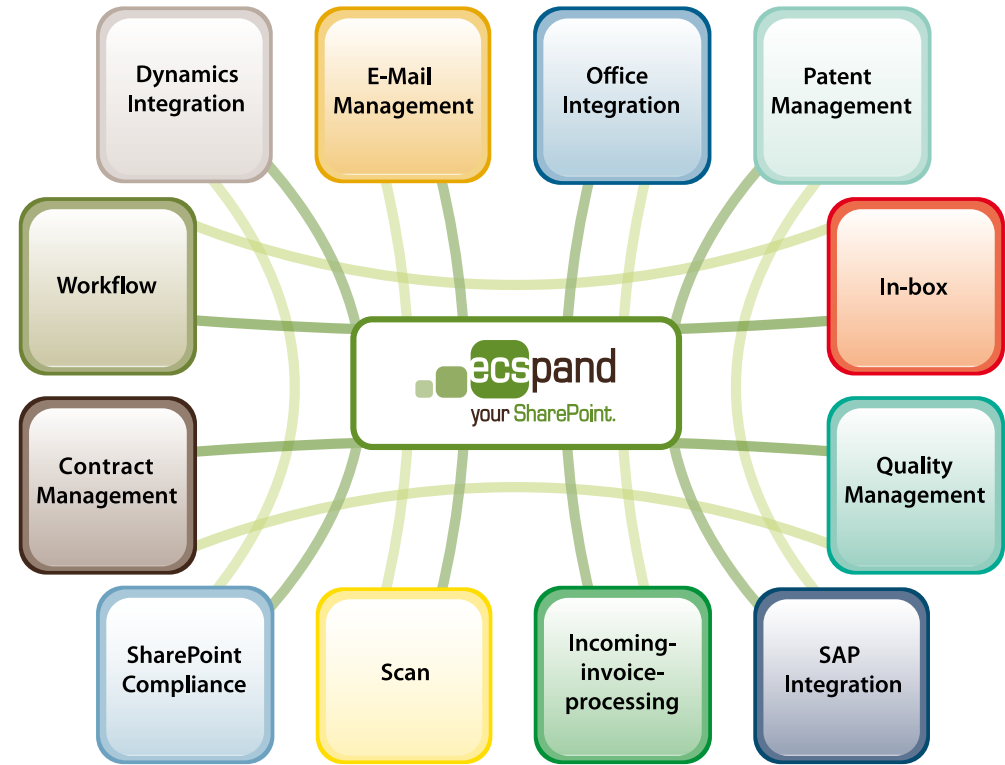 Dynamics
Integration
E-Mail
Management
Office
Integration
Patent
Management
Workflow
In-box
ecspand
your SharePoint.
Contract
Management
Quality
Management
SharePoint
Compliance
Scan
Incoming-
invoice-
processing
SAP
Integration